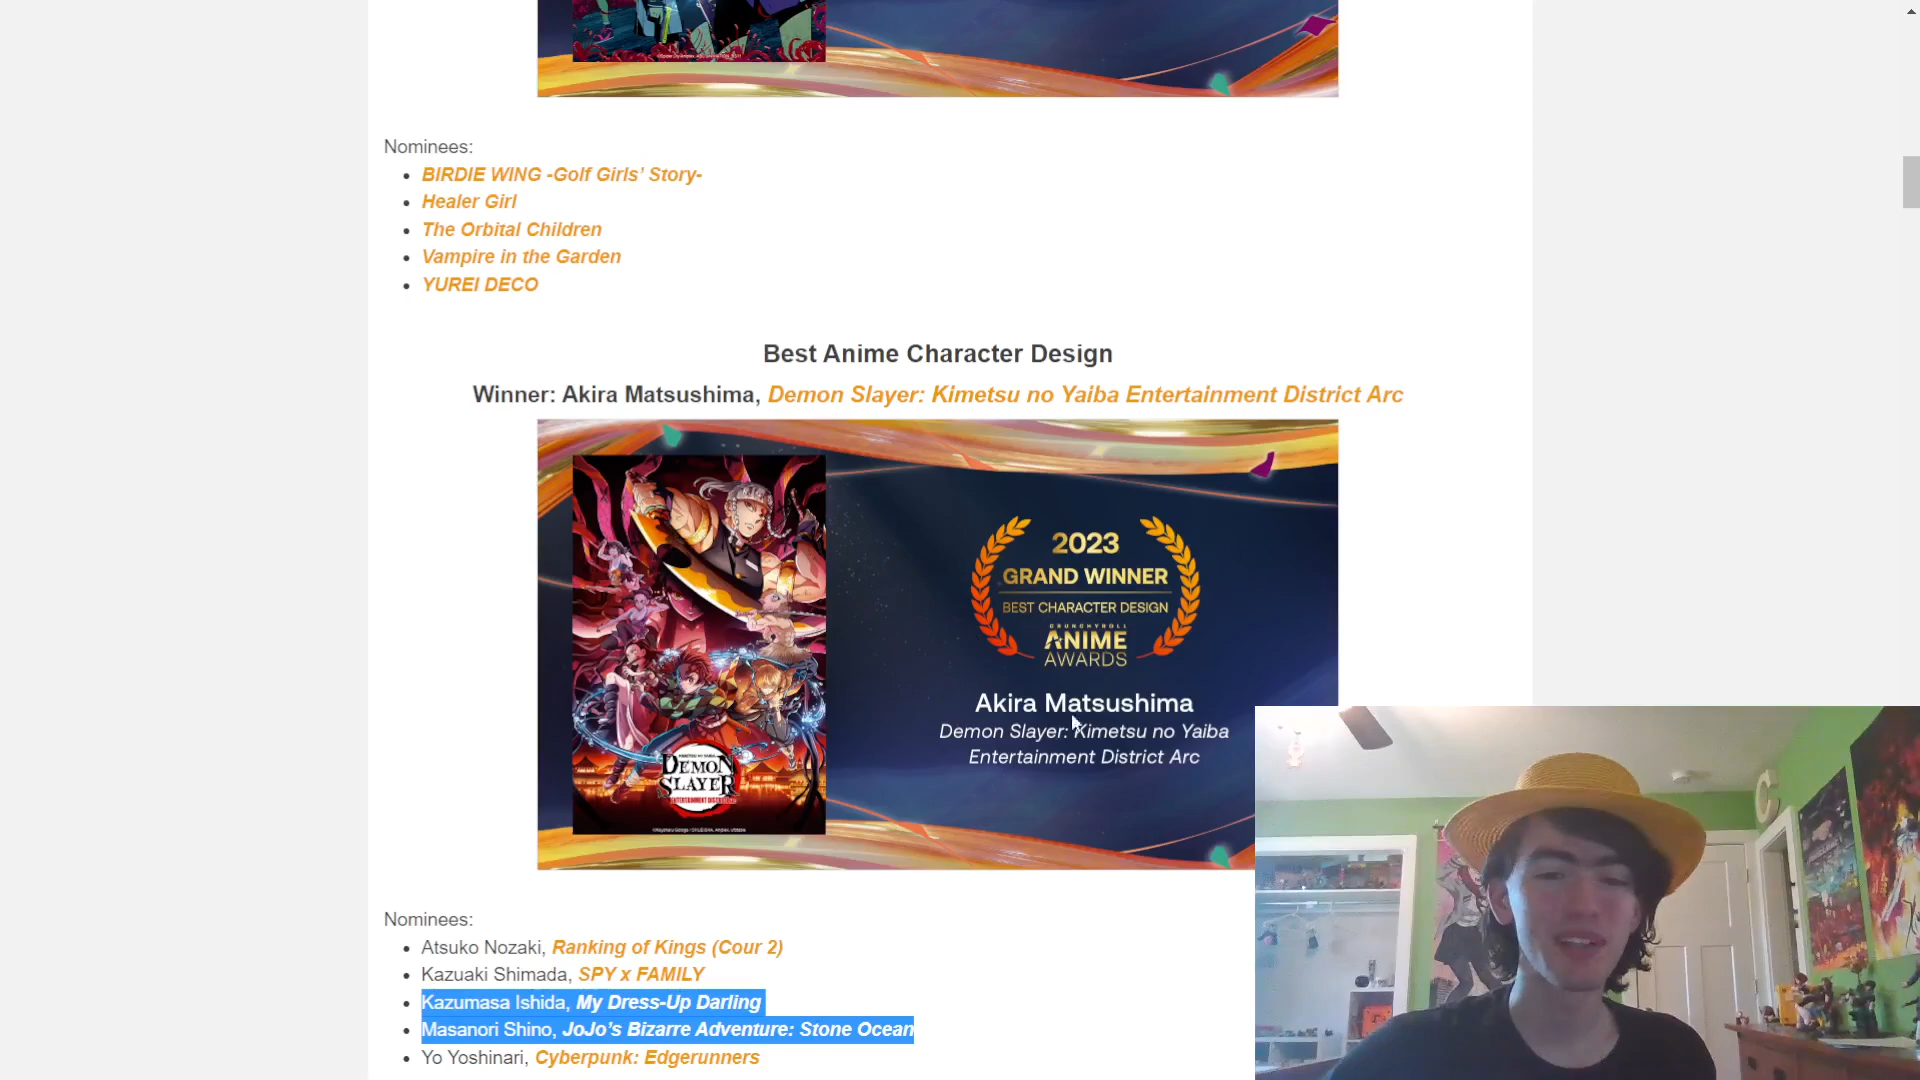 Nominees:
BIRDIE WING -Golf Girls’ Story-
Healer Girl
The Orbital Children
Vampire in the Garden
YUREI DECO
Best Anime Character Design
Winner: Akira Matsushima, Demon Slayer: Kimetsu no Yaiba Entertainment District Arc
2023
GRAND WINNER
BEST CHARACTER DESIGN
CRUNCHYROLL
ANIME
AWARDS
Akira Matsushima
Demon Slayer: Kimetsu no Yaiba
Entertainment District Arc
DEMON
SLAYER
Nominees:
Atsuko Nozaki, Ranking of Kings (Cour 2)
Kazuaki Shimada, SPY x FAMILY
Kazumasa Ishida, My Dress-Up Darling
Masanori Shino, JoJo’s Bizarre Adventure: Stone Ocean
Yo Yoshinari, Cyberpunk: Edgerunners